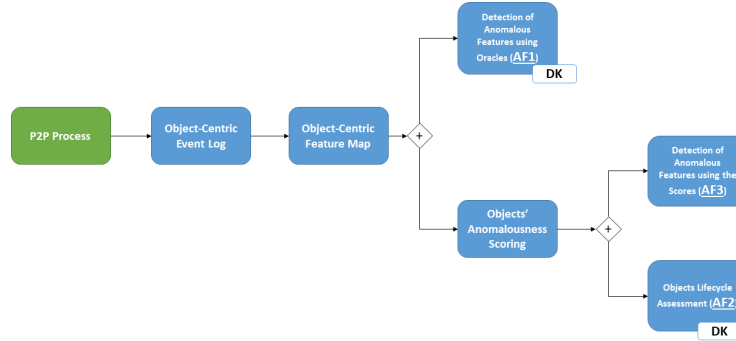 Detection of
Anomalous
Features using
Oracles (AF1)
DK
P2P Process
Object-Centric
Event Log
Object-Centric
Feature Map
+
Detection of
Anomalous
Features using the
Scores (AF3)
Objects'
Anomalousness
Scoring
+
Objects Lifecycle
Assessment (AF2)
DK